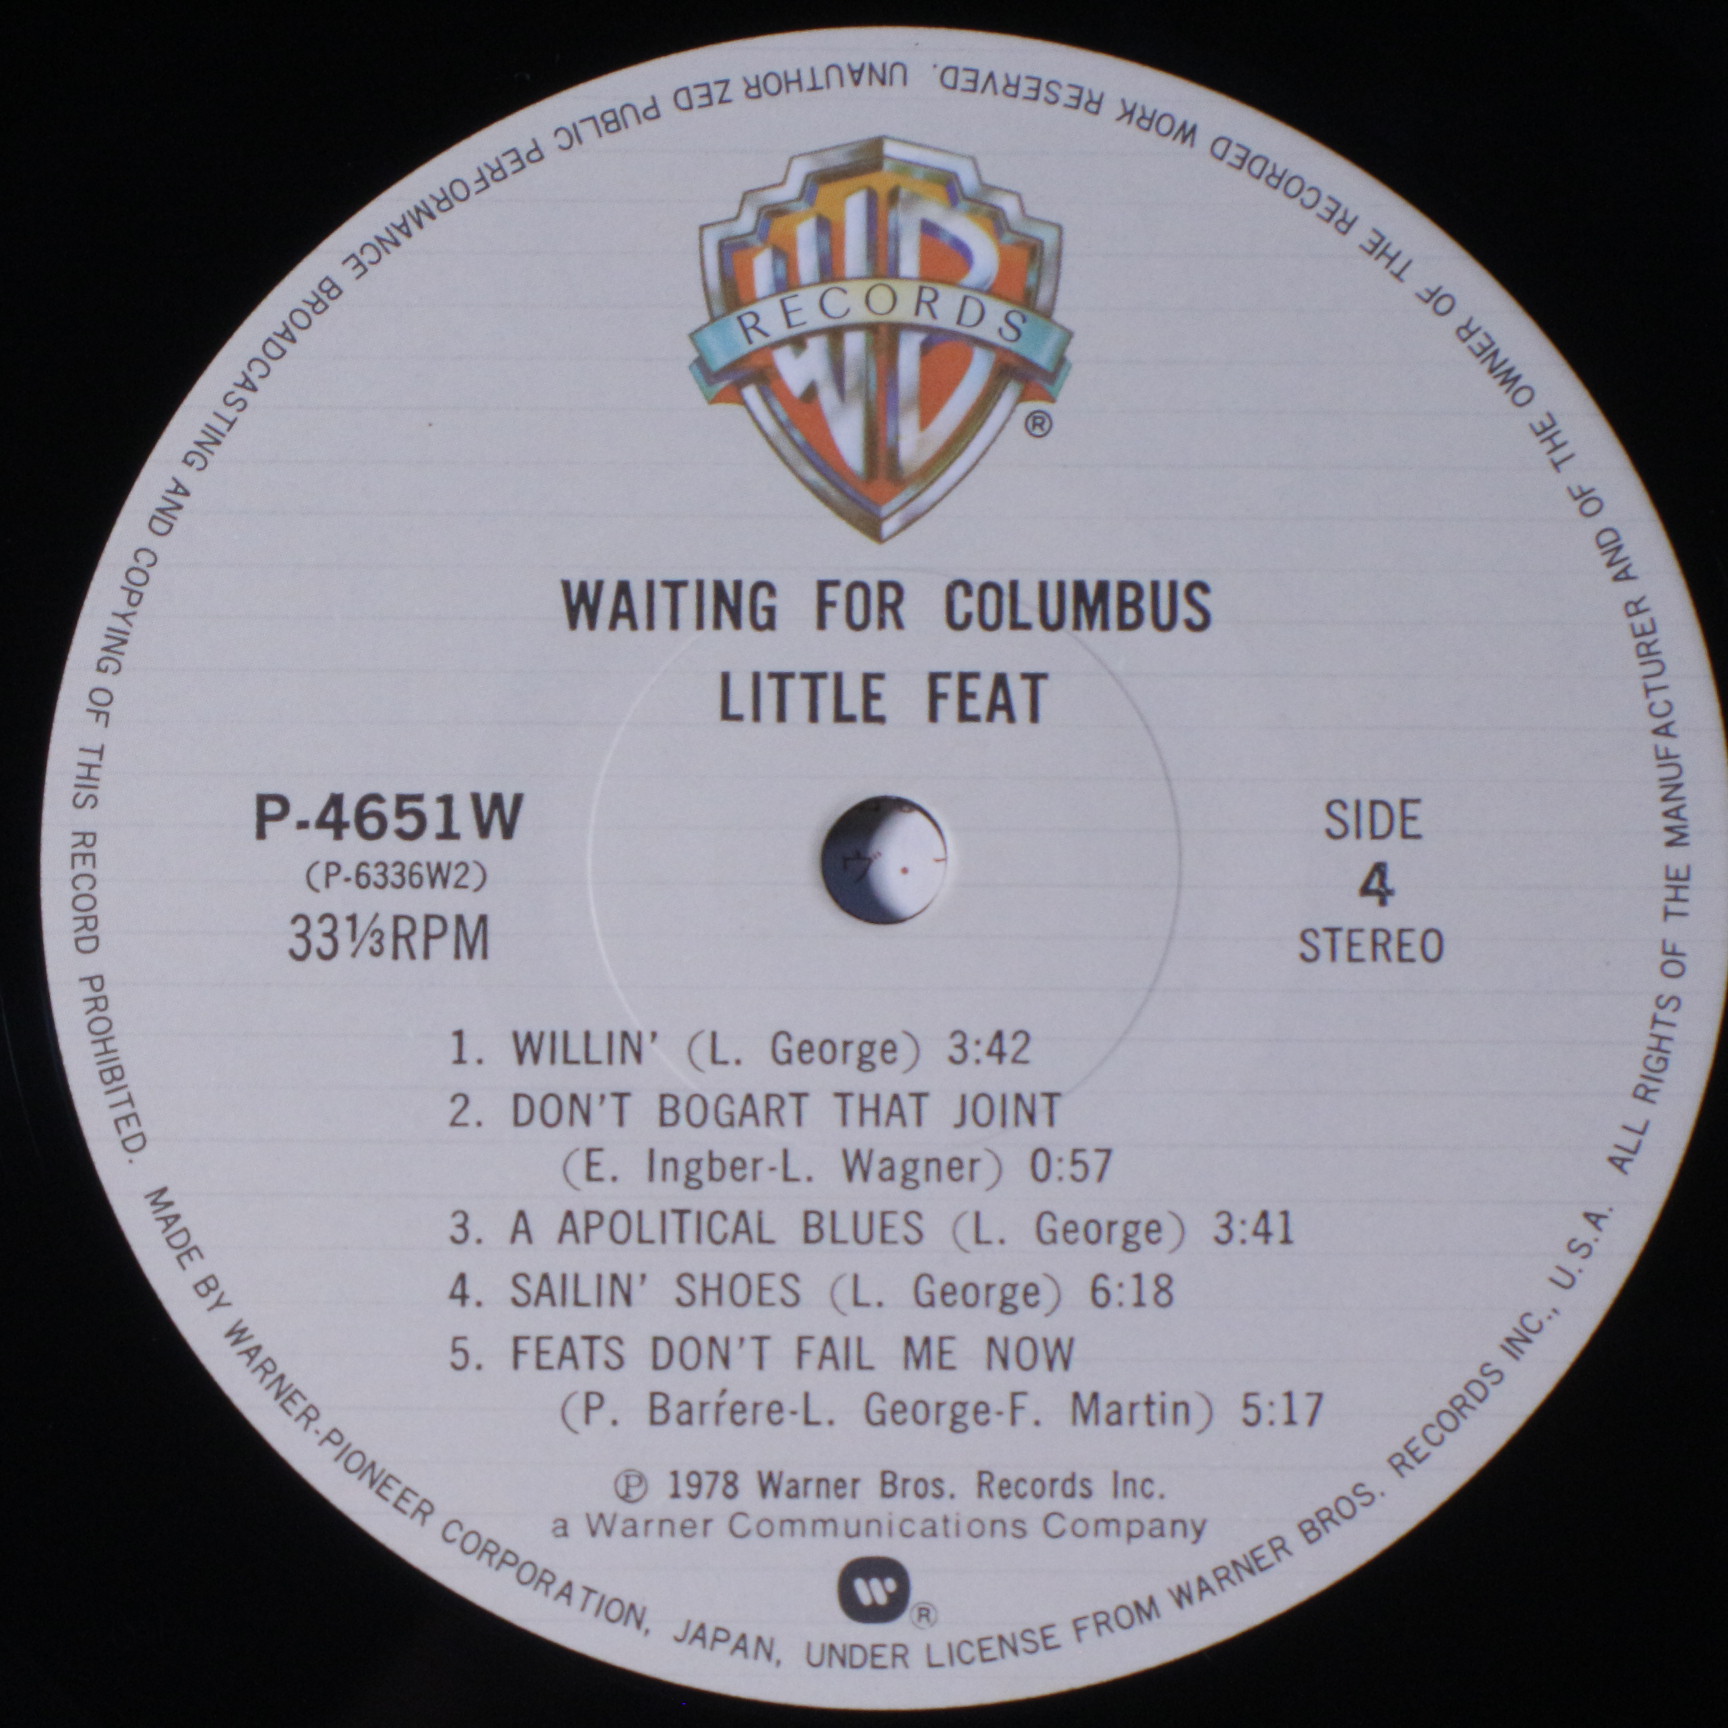 WB
RECORDS
®
WAITING FOR COLUMBUS
LITTLE FEAT
P-4651W
(P-6336W2)
33⅓RPM
SIDE
4
STEREO
1. WILLIN' (L. George) 3:42
2. DON'T BOGART THAT JOINT
(E. Ingber-L. Wagner) 0:57
3. A APOLITICAL BLUES (L. George) 3:41
4. SAILIN' SHOES (L. George) 6:18
5. FEATS DON'T FAIL ME NOW
(P. Barŕere-L. George-F. Martin) 5:17
Ⓟ 1978 Warner Bros. Records Inc.
a Warner Communications Company
W®
MADE BY WARNER-PIONEER CORPORATION, JAPAN, UNDER LICENSE FROM WARNER BROS. RECORDS INC., U.S.A. ALL RIGHTS OF THE MANUFACTURER AND OF THE OWNER OF THE RECORDED WORK RESERVED. UNAUTHOR ZED PUBLIC PERFORMANCE BROADCASTING AND COPYING OF THIS RECORD PROHIBITED.